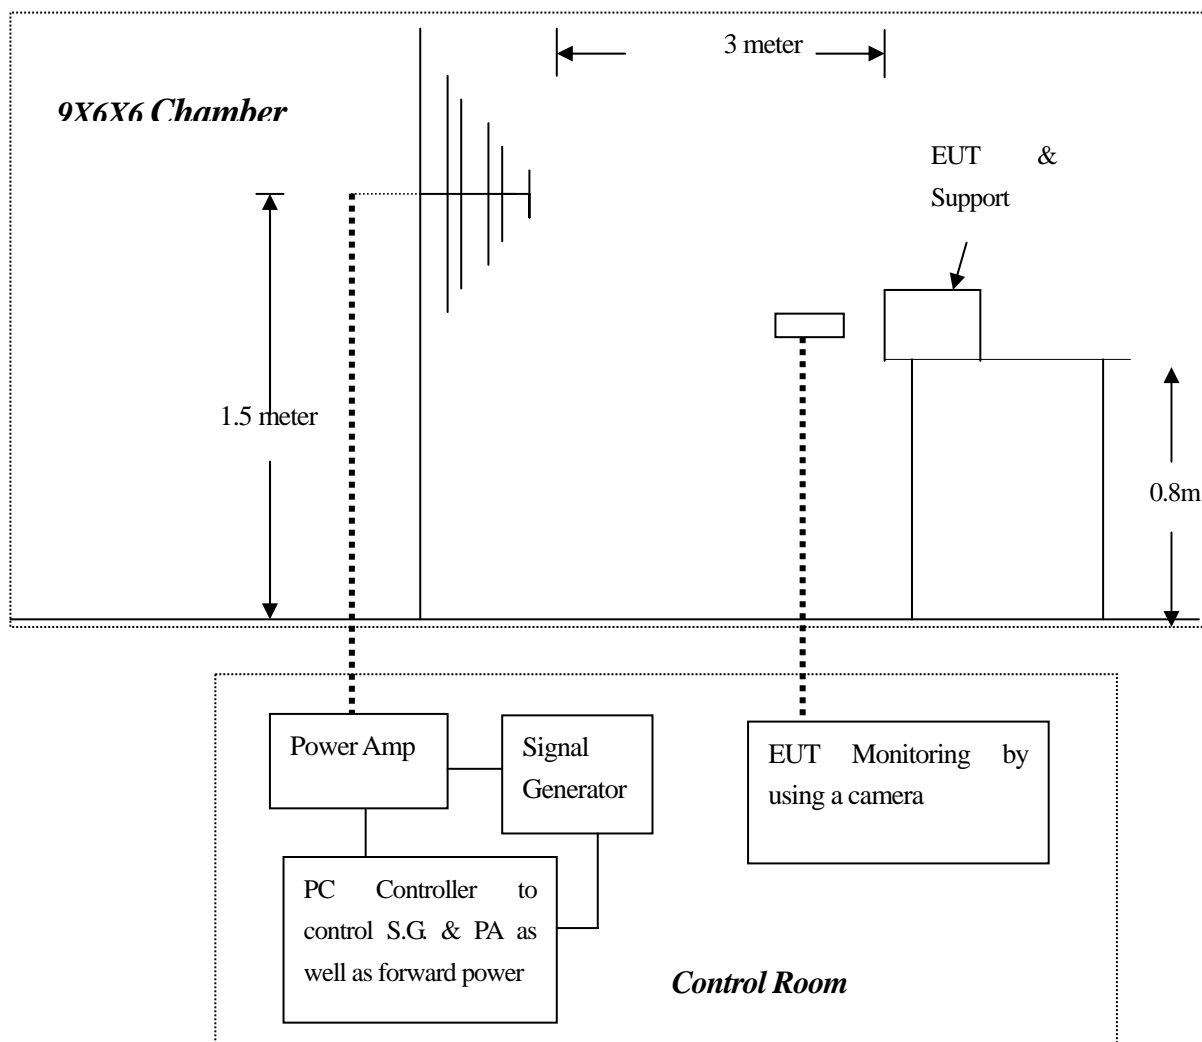 3 meter
9X6X6 Chamber
EUT &
Support
1.5 meter
0.8m
Power Amp
Signal
Generator
EUT Monitoring by
using a camera
PC Controller to
control S.G. & PA as
well as forward power
Control Room